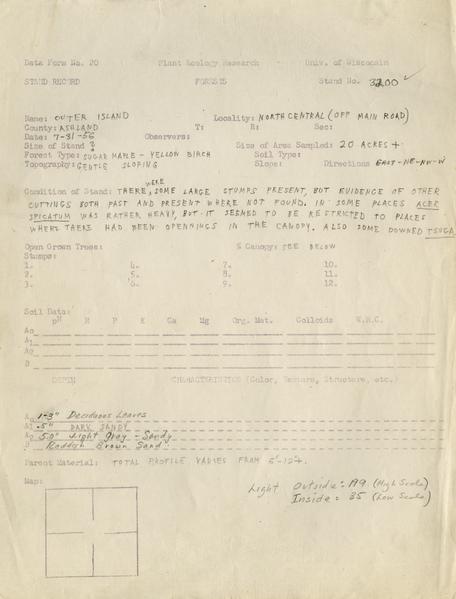 Data Form No. 20 Plant Ecology Research Univ. of Wisconsin
STAND RECORD FORESTS Stand No. 3200
Name: OUTER ISLAND Locality: NORTH CENTRAL (OFF MAIN ROAD)
County: ASHLAND T: R: Sec:
Date: 7-31-56 Observers:
Size of Stand ? Size of Area Sampled: 20 ACRES +
Forest Type: SUGAR MAPLE - YELLOW BIRCH Soil Type:
Topography: GENTLE SLOPING Slope: Directions EAST-NE-NW-W
Condition of Stand: THERE WERE SOME LARGE STUMPS PRESENT, BUT EVIDENCE OF OTHER
CUTTINGS BOTH PAST AND PRESENT WHERE NOT FOUND. IN SOME PLACES ACER
SPICATUM WAS RATHER HEAVY, BUT IT SEEMED TO BE RESTRICTED TO PLACES
WHERE THERE HAD BEEN OPENNINGS IN THE CANOPY. ALSO SOME DOWNED TSUGA
Open Grown Trees: % Canopy: SEE BELOW
Stumps:
1. 4. 7. 10.
2. 5. 8. 11.
3. 6. 9. 12.
Soil Data:
pH N P K Ca Mg Org. Mat. Colloids W.R.C.
A0
A1
A2
B
DEPTH CHARACTERISTICS (Color, Texture, Structure, etc.)
A0 1-3" Deciduous Leaves
A1 .5" DARK SANDY
A2 5.0" Light Gray - Sandy
B Reddish Brown Sand
Parent Material: TOTAL PROFILE VARIES FROM
Map:
Light Outside: 179 (High Scale)
Inside: 35 (Low Scale)